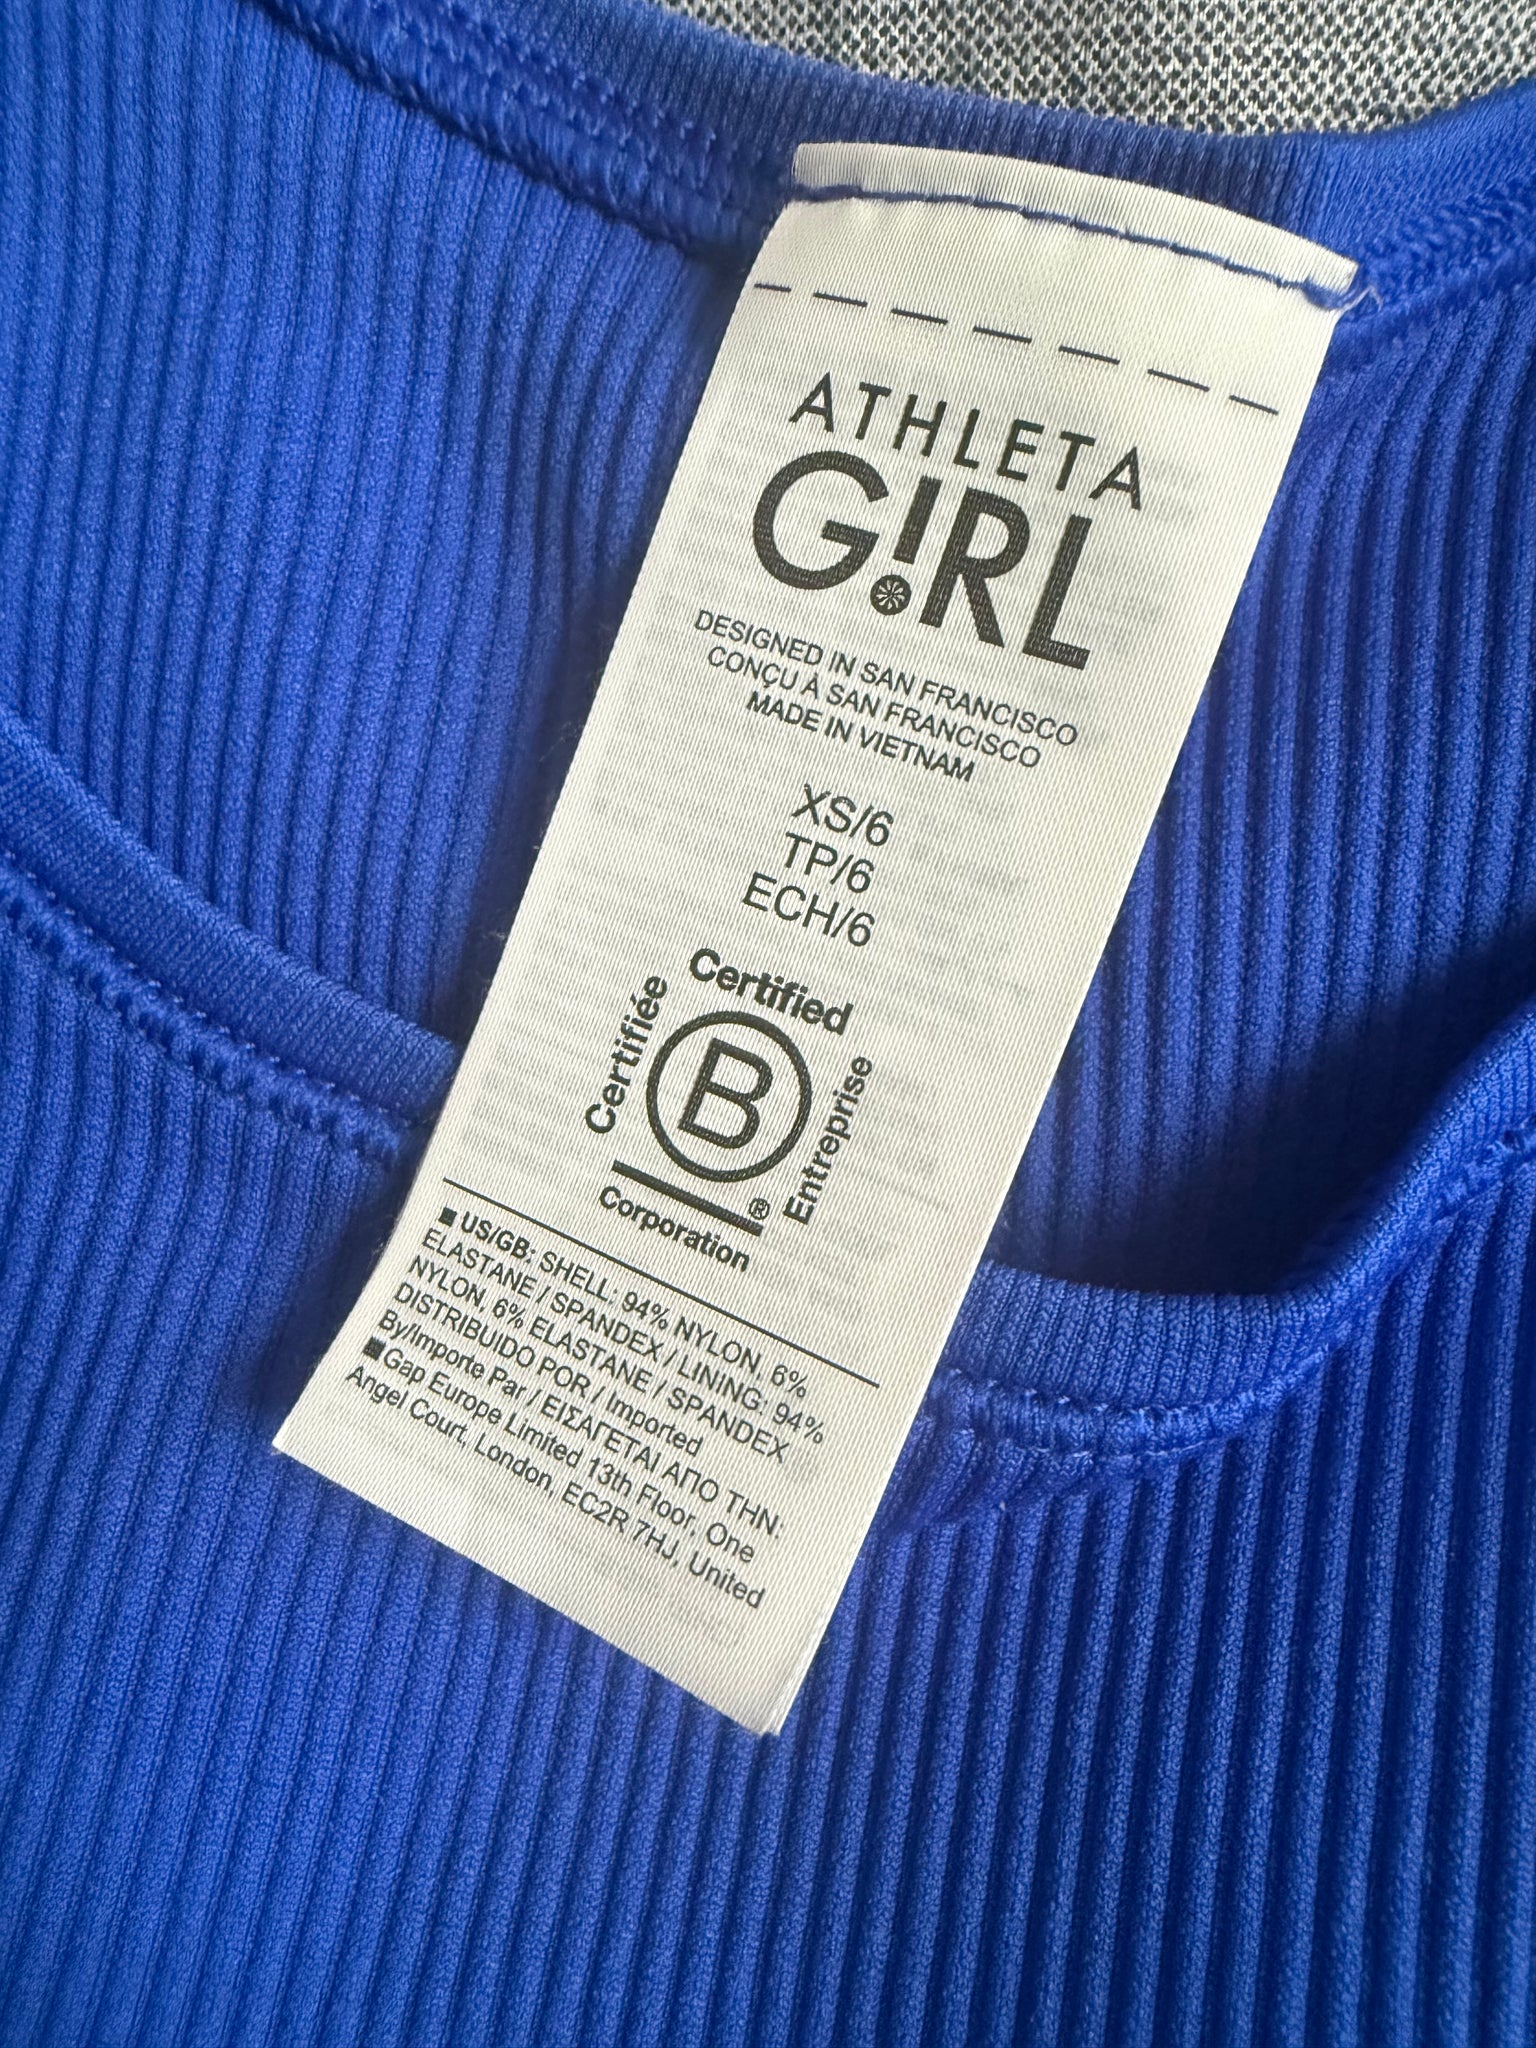 ATHLETA
GIRL
DESIGNED IN SAN FRANCISCO
CONÇU À SAN FRANCISCO
MADE IN VIETNAM
XS/6
TP/6
ECH/6
Certified
Certifiée
B
Entreprise
®
Corporation
■ US/GB: SHELL: 94% NYLON, 6%
ELASTANE / SPANDEX / LINING: 94%
NYLON, 6% ELASTANE / SPANDEX
DISTRIBUIDO POR / Imported
By/Importe Par / ΕΙΣΑΓΕΤΑΙ ΑΠΟ ΤΗΝ:
■Gap Europe Limited 13th Floor, One
Angel Court, London, EC2R 7HJ, United